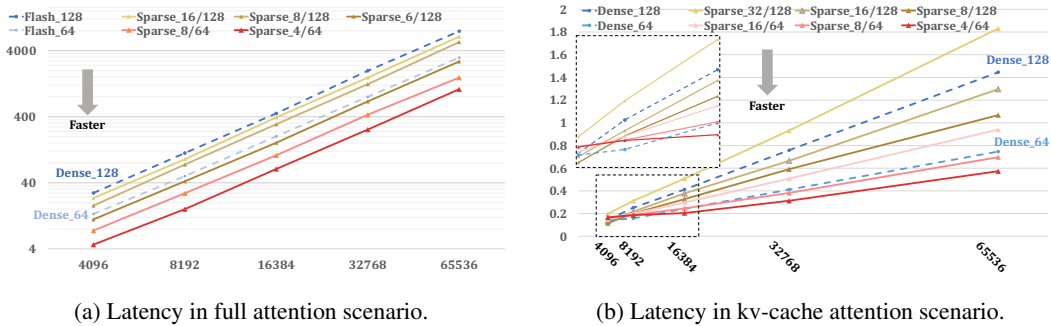 Flash_128 Sparse_16/128 Sparse_8/128 Sparse_6/128
Flash_64 Sparse_8/64 Sparse_4/64
4000
400
40
4
Faster
Dense_128
Dense_64
4096 8192 16384 32768 65536
(a) Latency in full attention scenario.
Dense_128 Sparse_32/128 Sparse_16/128 Sparse_8/128
Dense_64 Sparse_16/64 Sparse_8/64 Sparse_4/64
2
1.8
1.6
1.4
1.2
1
0.8
0.6
0.4
0.2
0
Faster
Dense_128
Dense_64
4096 8192 16384 32768 65536
(b) Latency in kv-cache attention scenario.